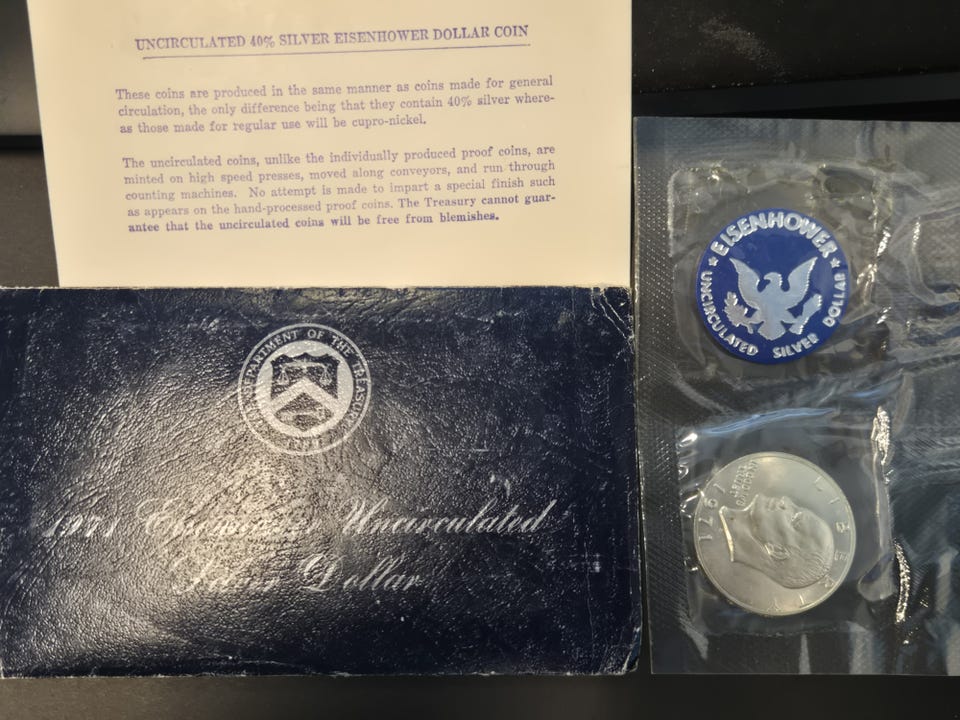 UNCIRCULATED 40% SILVER EISENHOWER DOLLAR COIN
These coins are produced in the same manner as coins made for general
circulation, the only difference being that they contain 40% silver where-
as those made for regular use will be cupro-nickel.
The uncirculated coins, unlike the individually produced proof coins, are
minted on high speed presses, moved along conveyors, and run through
counting machines. No attempt is made to impart a special finish such
as appears on the hand-processed proof coins. The Treasury cannot guar-
antee that the uncirculated coins will be free from blemishes.
DEPARTMENT OF THE TREASURY
1971 Uncirculated
Silver Dollar
EISENHOWER
UNCIRCULATED SILVER DOLLAR
LIBERTY
1971